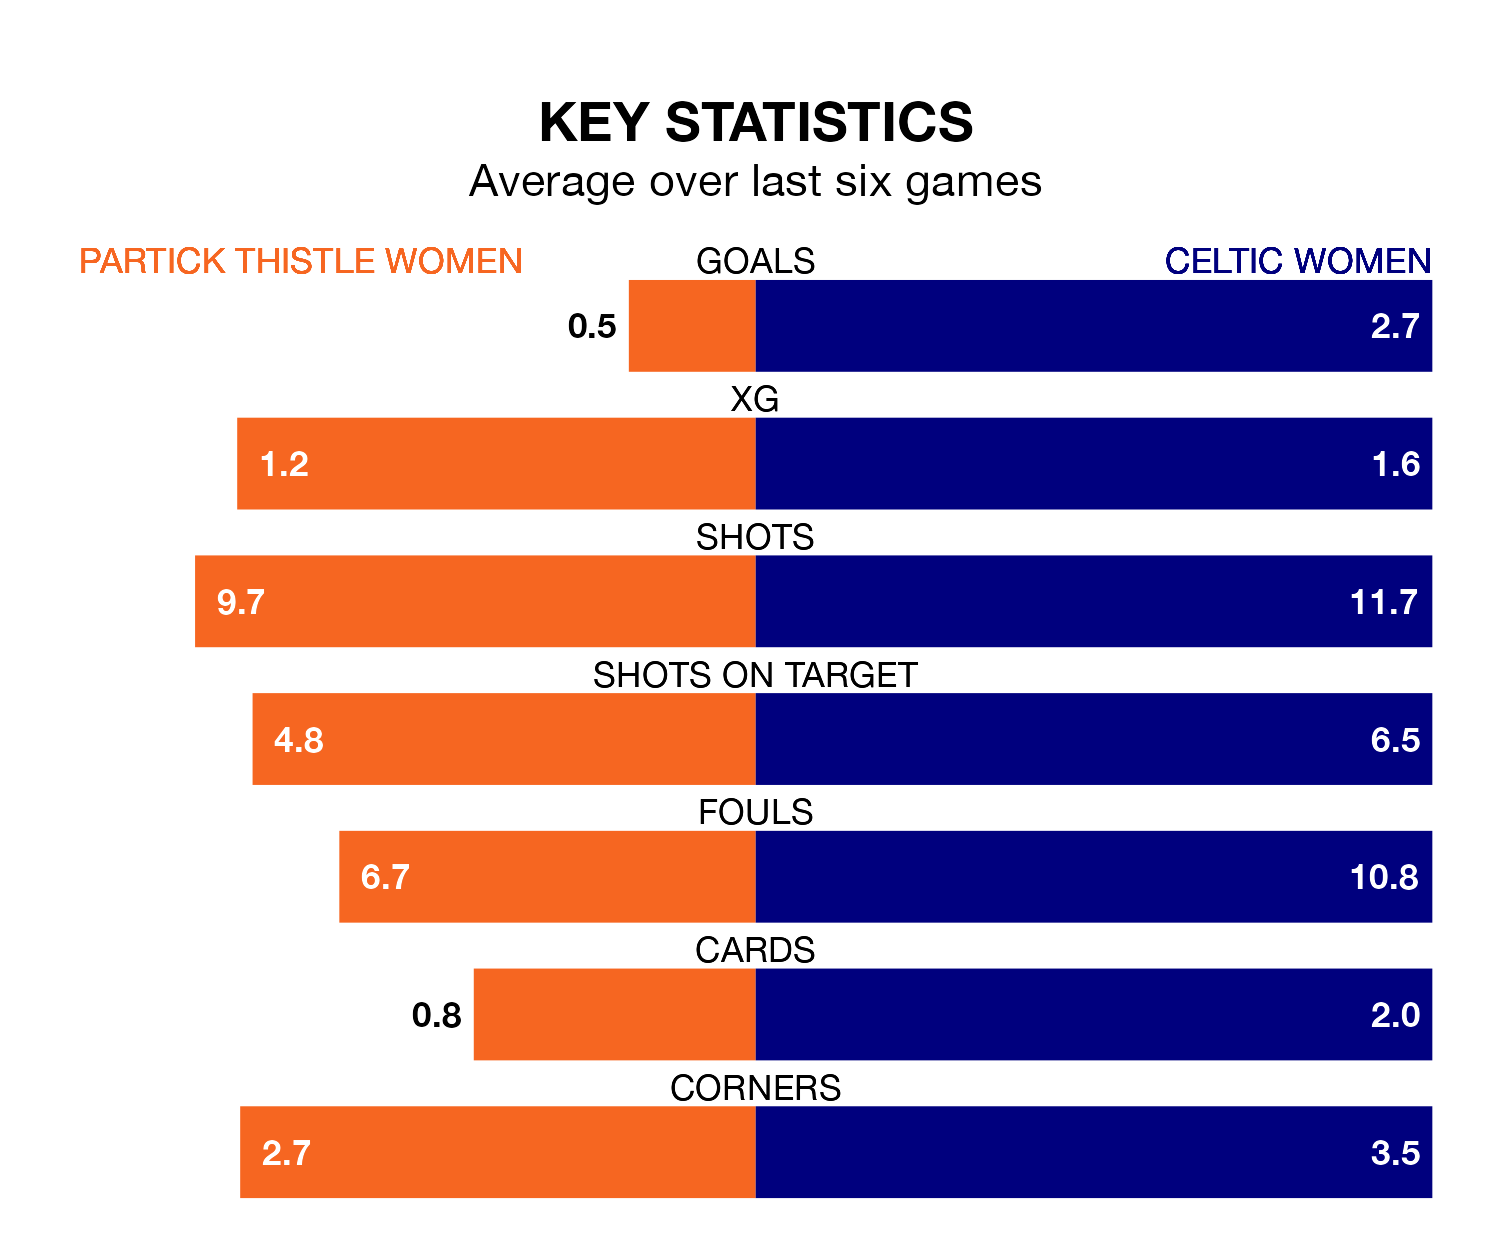 KEY STATISTICS
Average over last six games
PARTICK THISTLE WOMEN GOALS CELTIC WOMEN
0.5 2.7
XG
1.2 1.6
SHOTS
9.7 11.7
SHOTS ON TARGET
4.8 6.5
FOULS
6.7 10.8
CARDS
0.8 2.0
CORNERS
2.7 3.5